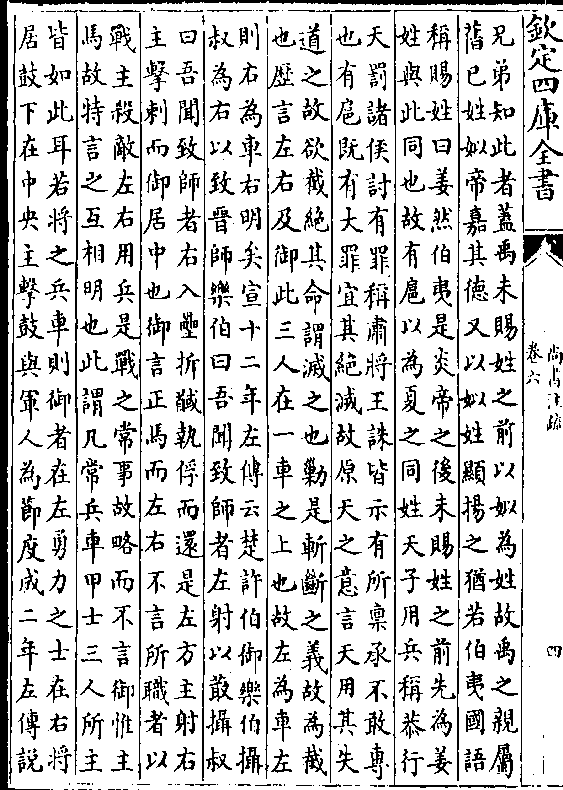 欽定四庫全書
尚書注疏
卷六
四
兄弟知此者蓋禹未賜姓之前以姒為姓故禹之親屬
舊已姓姒帝嘉其德又以姒姓顯揚之猶若伯夷國語
稱賜姓曰姜然伯夷是炎帝之後未賜姓之前先為姜
姓與此同也故有扈以為夏之同姓天子用兵稱恭行
天罰諸侯討有罪稱肅將王誅皆示有所稟承不敢專
也有扈既有大罪宜其絶滅故原天之意言天用其失
道之故欲截絶其命謂滅之也勦是斬斷之義故為截
也歴言左右及御此三人在一車之上也故左為車左
則右為車右明矣宣十二年左傳云楚許伯御樂伯攝
叔為右以致晉師樂伯曰吾聞致師者左射以菆攝叔
曰吾聞致師者右入壘折馘執俘而還是左方主射右
主擊刺而御居中也御言正馬而左右不言所職者以
戰主殺敵左右用兵是戰之常事故略而不言御惟主
馬故特言之互相明也此謂凡常兵車甲士三人所主
皆如此耳若將之兵車則御者在左勇力之士在右將
居鼓下在中央主擊鼓與軍人為節度成二年左傳說